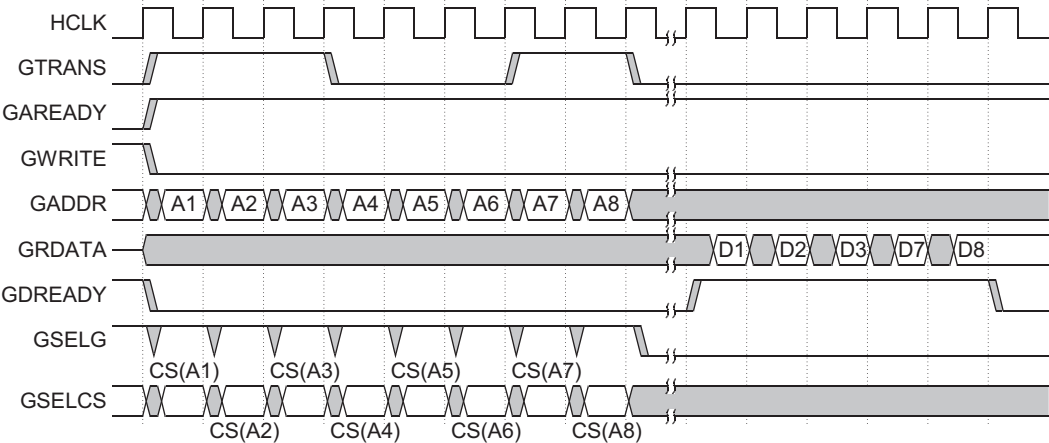 HCLK
GTRANS
GAREADY
GWRITE
GADDR A1 A2 A3 A4 A5 A6 A7 A8
GRDATA D1 D2 D3 D7 D8
GDREADY
GSELG
CS(A1) CS(A3) CS(A5) CS(A7)
GSELCS
CS(A2) CS(A4) CS(A6) CS(A8)